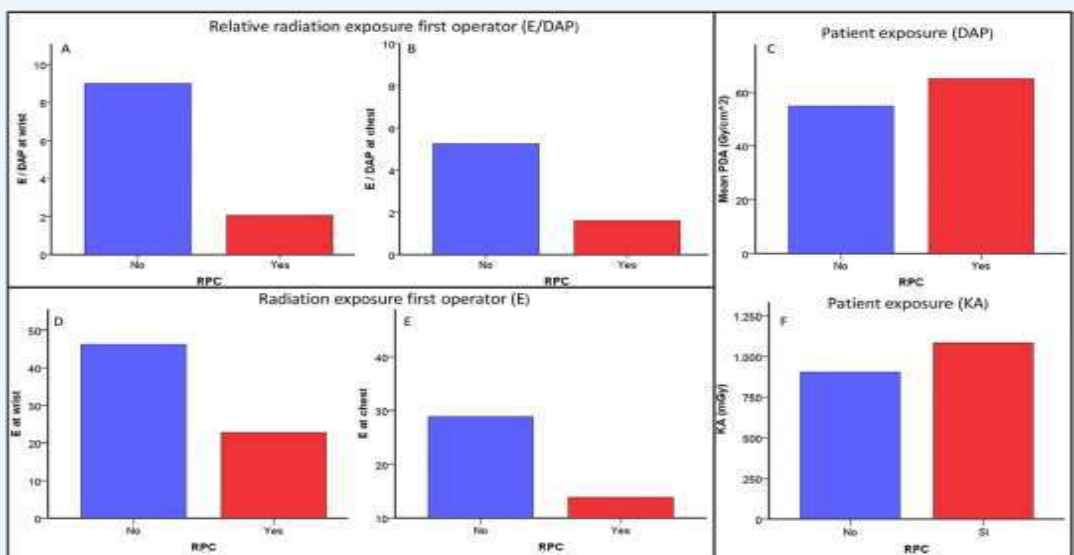 Relative radiation exposure first operator (E/DAP)
A
10
8
6
4
2
0
E / DAP at wrist
No
Yes
RPC
B
10
8
6
4
2
0
E / DAP at chest
No
Yes
RPC
Patient exposure (DAP)
C
60
40
20
0
Mean PDA (Gy/cm^2)
No
Yes
RPC
Radiation exposure first operator (E)
D
50
40
30
20
10
0
E at wrist
No
Yes
RPC
E
40
30
20
10
E at chest
No
Yes
RPC
Patient exposure (KA)
F
1.250
1.000
750
500
250
0
KA (mGy)
No
Si
RPC